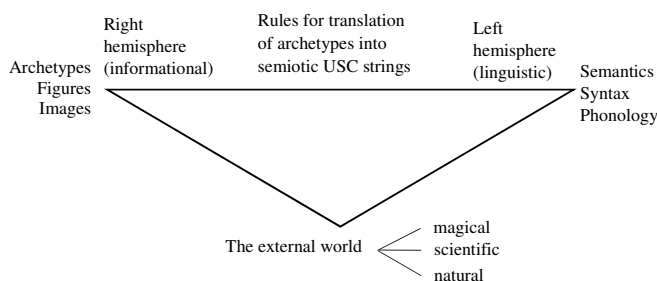 Archetypes
Figures
Images
Right
hemisphere
(informational)
Rules for translation
of archetypes into
semiotic USC strings
Left
hemisphere
(linguistic)
Semantics
Syntax
Phonology
The external world
magical
scientific
natural